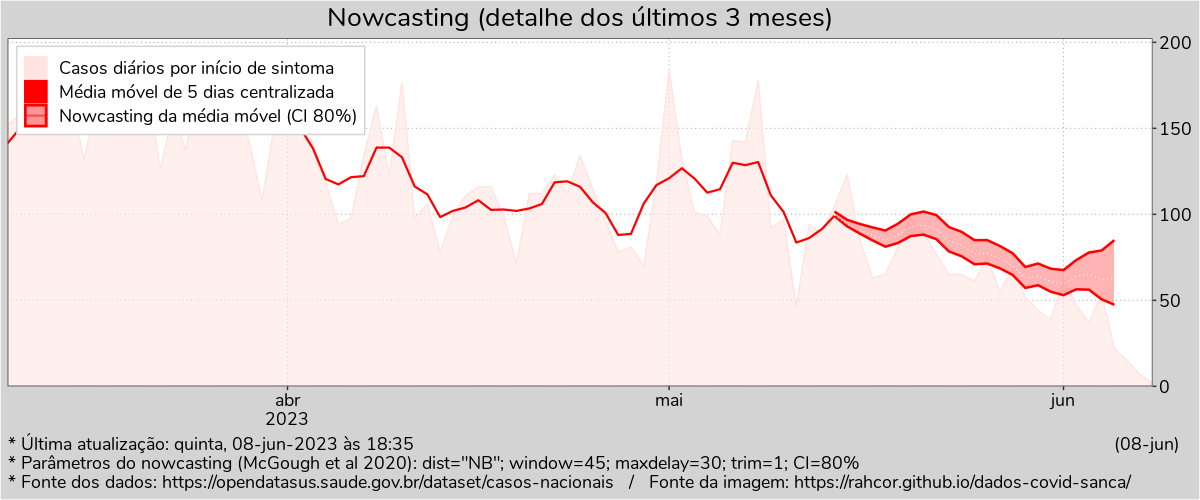 Nowcasting (detalhe dos últimos 3 meses)
Casos diários por início de sintoma
Média móvel de 5 dias centralizada
Nowcasting da média móvel (CI 80%)
200
150
100
50
0
abr
2023
mai
jun
* Última atualização: quinta, 08-jun-2023 às 18:35
(08-jun)
* Parâmetros do nowcasting (McGough et al 2020): dist="NB"; window=45; maxdelay=30; trim=1; CI=80%
* Fonte dos dados: https://opendatasus.saude.gov.br/dataset/casos-nacionais / Fonte da imagem: https://rahcor.github.io/dados-covid-sanca/